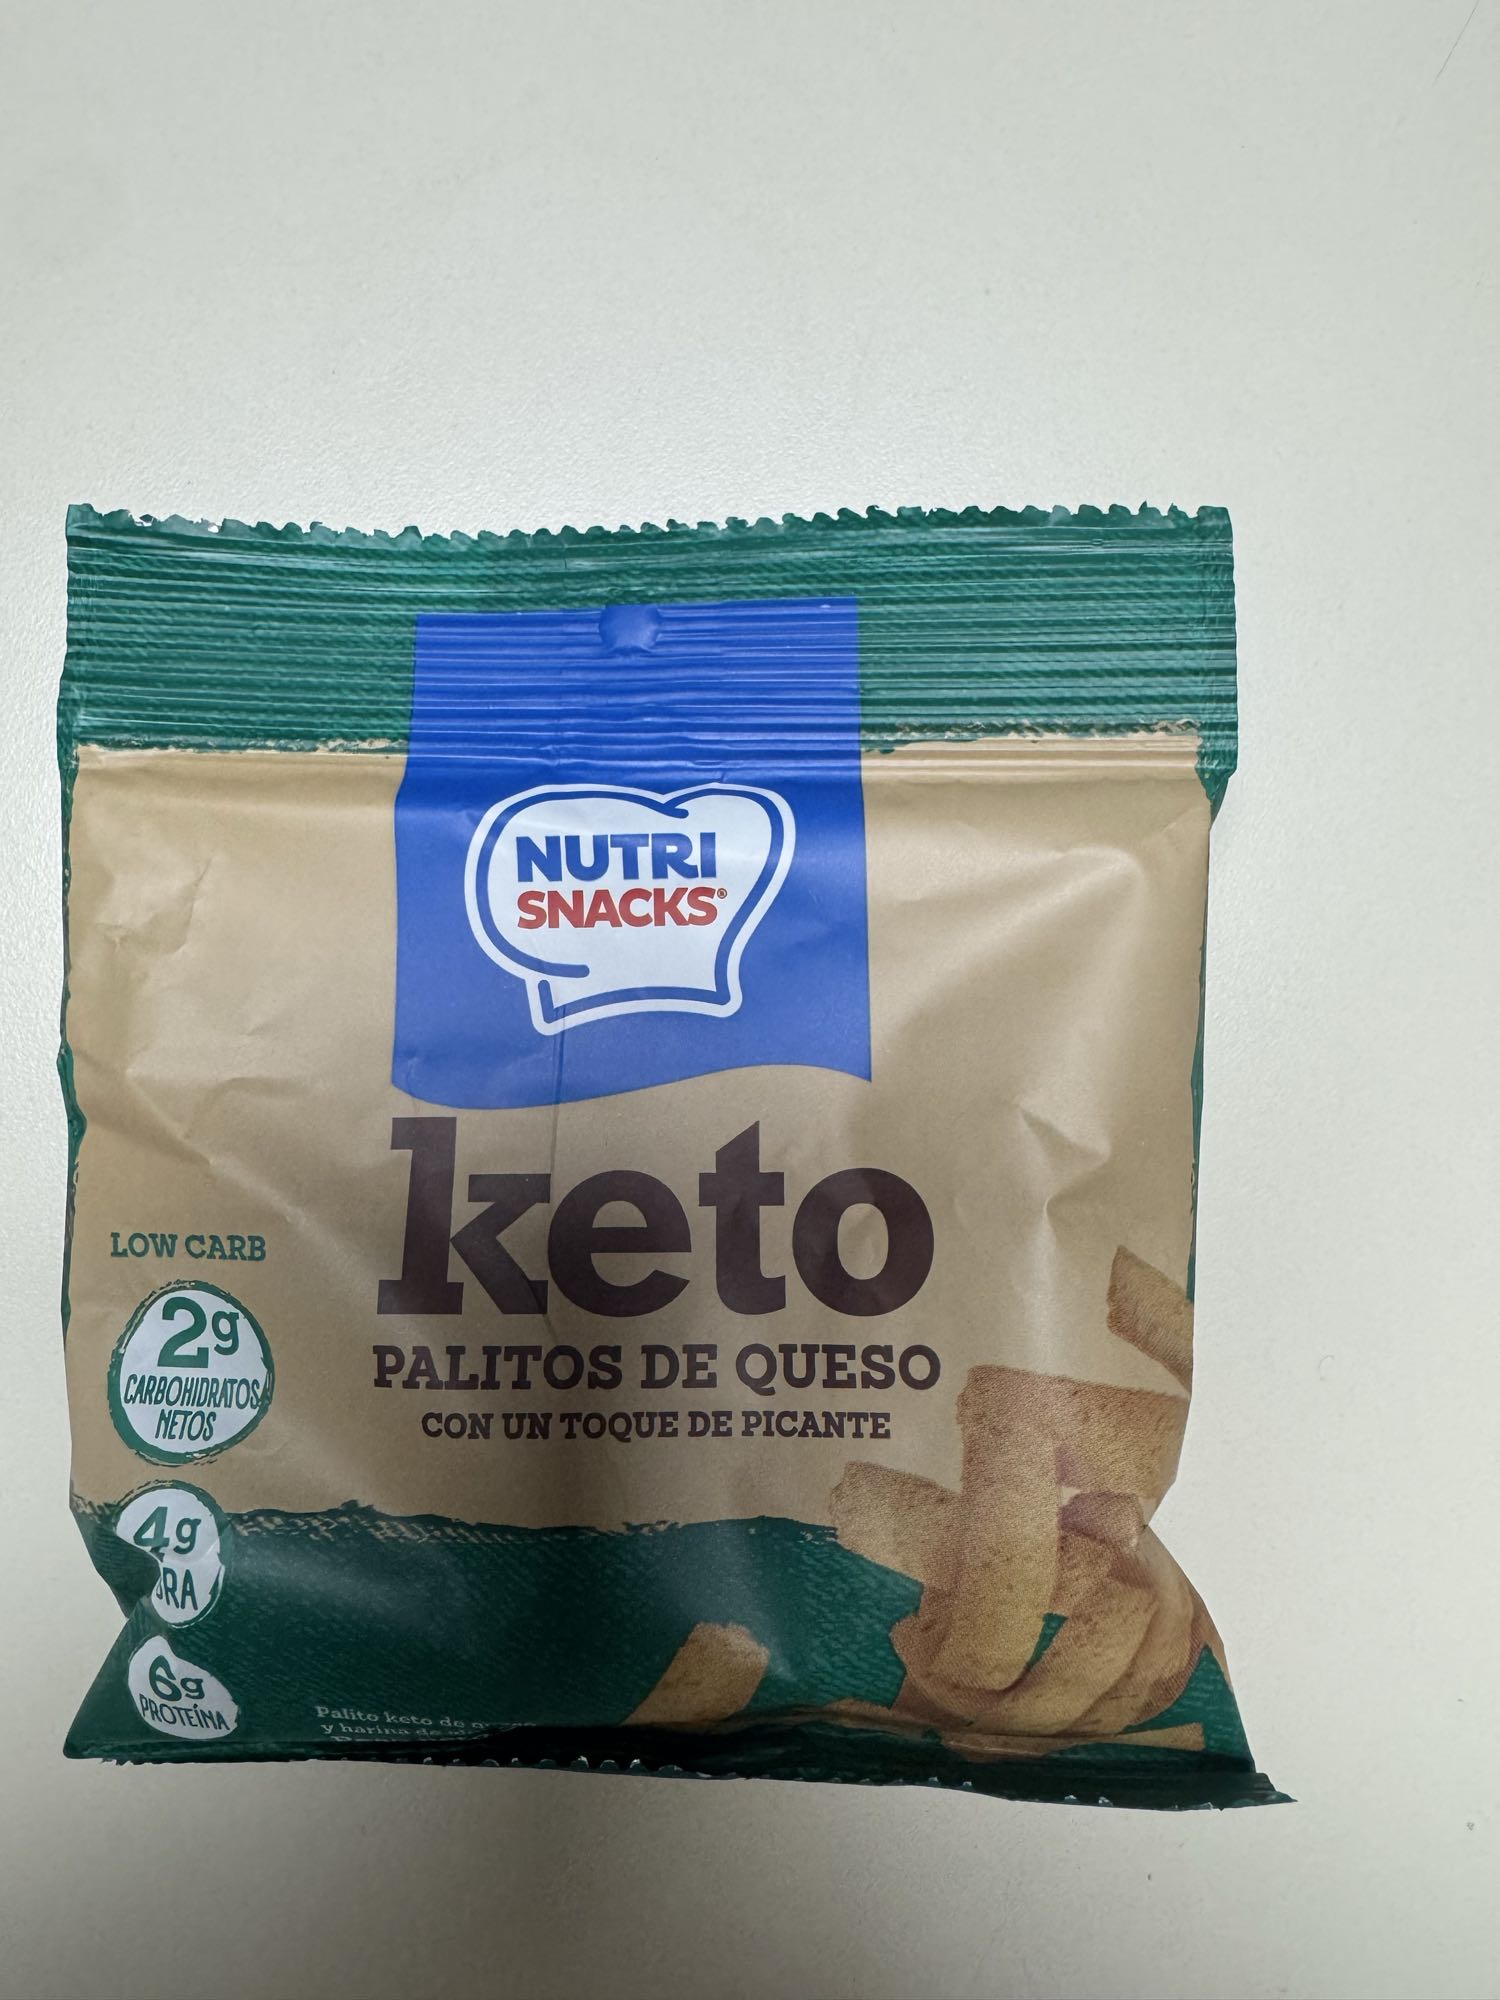 NUTRI
SNACKS®
keto
PALITOS DE QUESO
CON UN TOQUE DE PICANTE
LOW CARB
2g
CARBOHIDRATOS
NETOS
4g
6g
PROTEÍNA
Palito keto de
y harina de